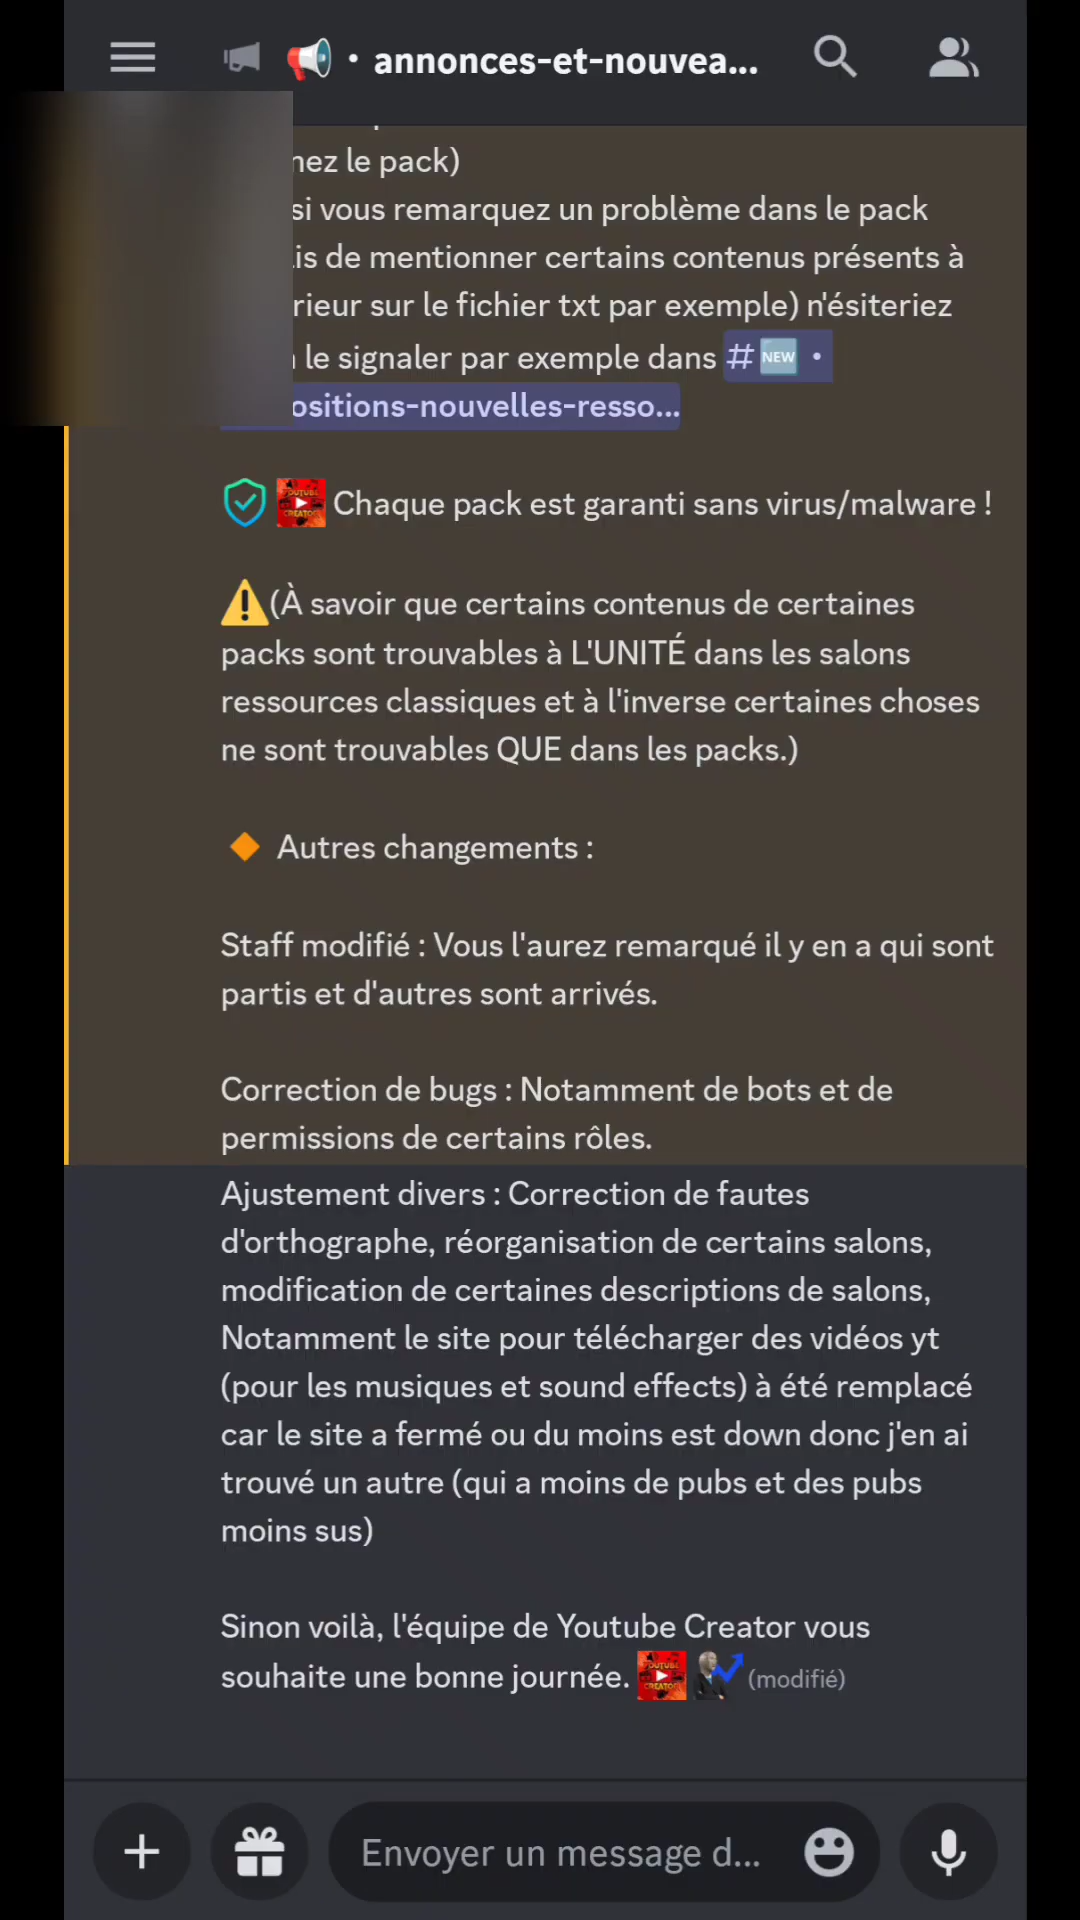 • annonces-et-nouvea...
le pack)
si vous remarquez un problème dans le pack
de mentionner certains contenus présents à
sur le fichier txt par exemple) n'ésiteriez
le signaler par exemple dans # NEW •
ositions-nouvelles-resso...
Chaque pack est garanti sans virus/malware !
(À savoir que certains contenus de certaines
packs sont trouvables à L'UNITÉ dans les salons
ressources classiques et à l'inverse certaines choses
ne sont trouvables QUE dans les packs.)
Autres changements :
Staff modifié : Vous l'aurez remarqué il y en a qui sont
partis et d'autres sont arrivés.
Correction de bugs : Notamment de bots et de
permissions de certains rôles.
Ajustement divers : Correction de fautes
d'orthographe, réorganisation de certains salons,
modification de certaines descriptions de salons,
Notamment le site pour télécharger des vidéos yt
(pour les musiques et sound effects) à été remplacé
car le site a fermé ou du moins est down donc j'en ai
trouvé un autre (qui a moins de pubs et des pubs
moins sus)
Sinon voilà, l'équipe de Youtube Creator vous
souhaite une bonne journée. (modifié)
Envoyer un message d...